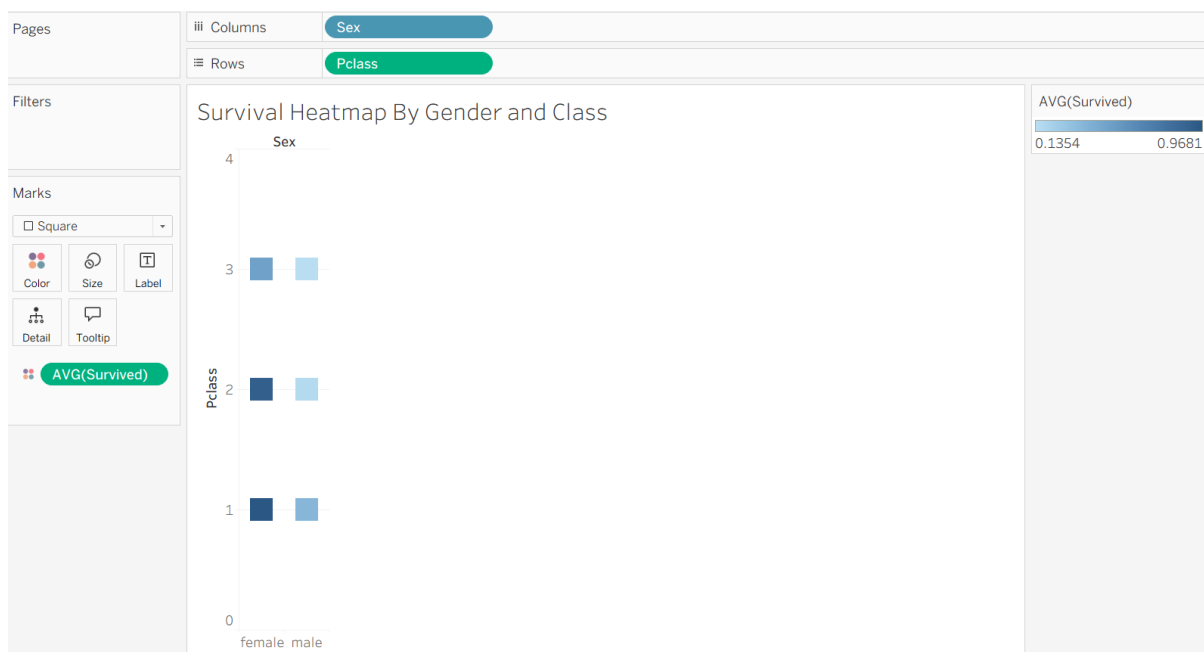 Pages
Columns
Sex
Rows
Pclass
Filters
Survival Heatmap By Gender and Class
AVG(Survived)
0.1354 0.9681
Marks
Square
Color Size Label
Detail Tooltip
AVG(Survived)
Sex
4
3
Pclass
2
1
0
female male